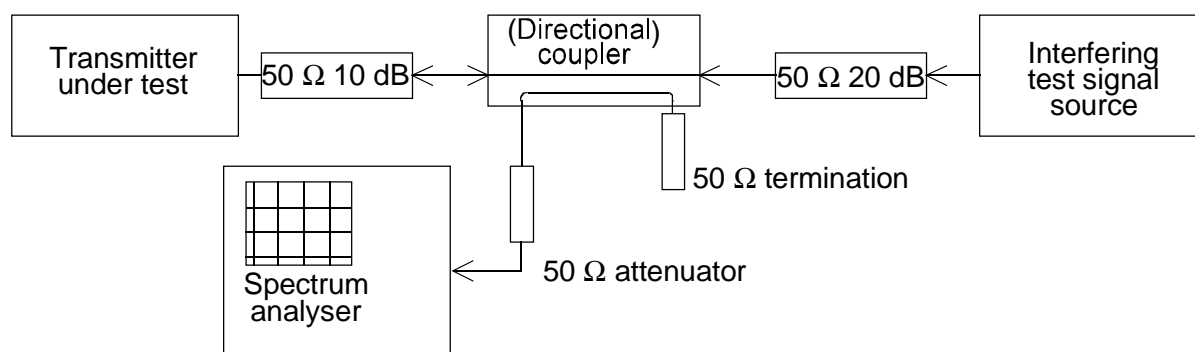 Transmitter
under test
50 Ω 10 dB
(Directional)
coupler
50 Ω 20 dB
Interfering
test signal
source
50 Ω termination
50 Ω attenuator
Spectrum
analyser